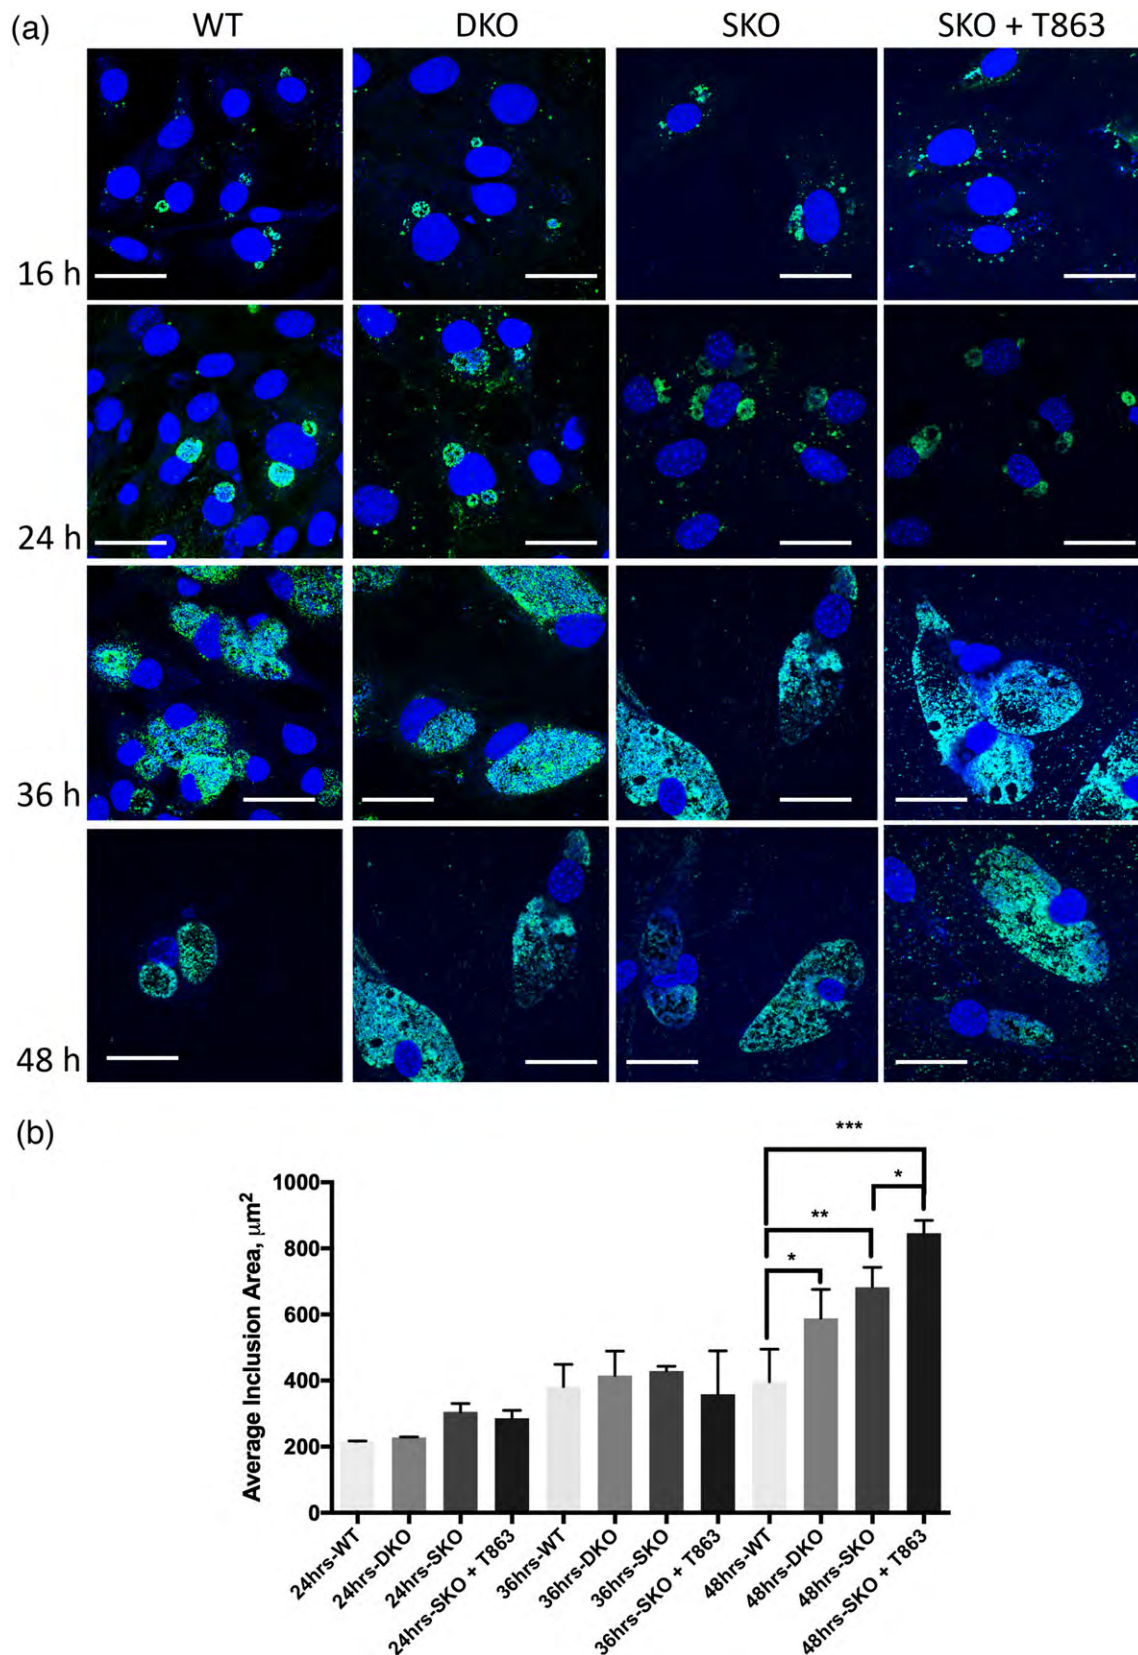 (a)
WT DKO SKO SKO + T863
16 h
24 h
36 h
48 h
(b)
***
*
**
*
1000
800
600
400
200
0
Average Inclusion Area, μm²
24hrs-WT
24hrs-DKO
24hrs-SKO
24hrs-SKO + T863
36hrs-WT
36hrs-DKO
36hrs-SKO
36hrs-SKO + T863
48hrs-WT
48hrs-DKO
48hrs-SKO
48hrs-SKO + T863